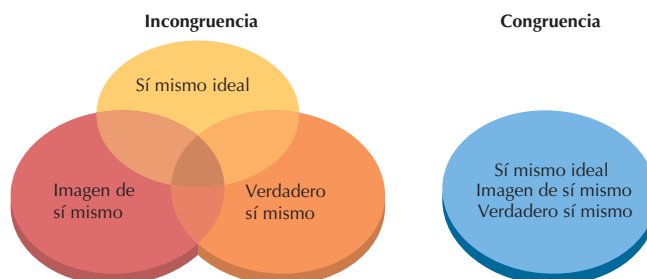 Incongruencia
Congruencia
Sí mismo ideal
Imagen de
sí mismo
Verdadero
sí mismo
Sí mismo ideal
Imagen de sí mismo
Verdadero sí mismo